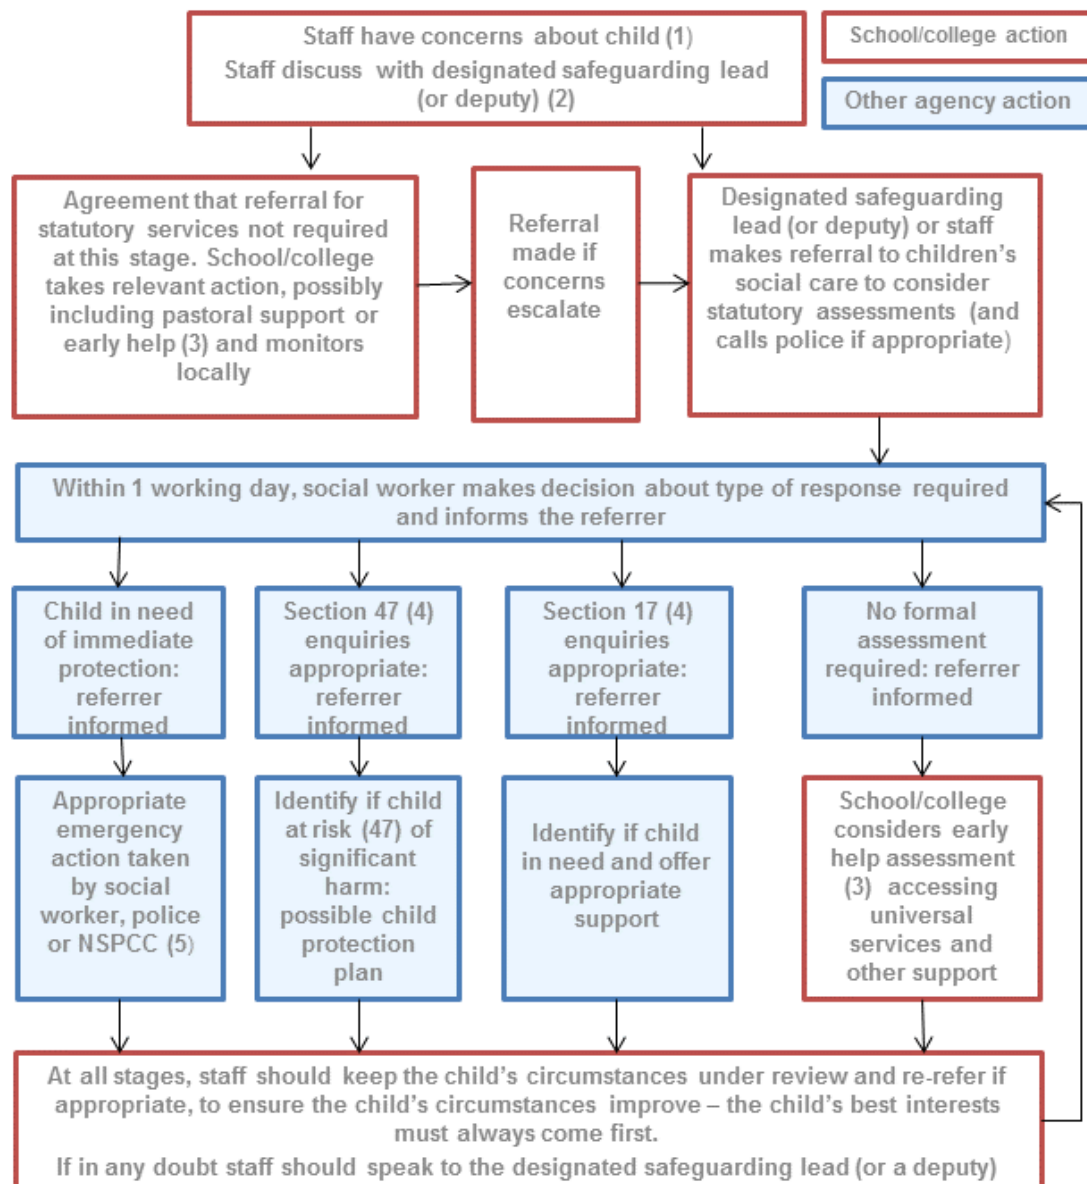 Staff have concerns about child (1)
Staff discuss with designated safeguarding lead
(or deputy) (2)
School/college action
Other agency action
Agreement that referral for
statutory services not required
at this stage. School/college
takes relevant action, possibly
including pastoral support or
early help (3) and monitors
locally
Referral
made if
concerns
escalate
Designated safeguarding
lead (or deputy) or staff
makes referral to children's
social care to consider
statutory assessments (and
calls police if appropriate)
Within 1 working day, social worker makes decision about type of response required
and informs the referrer
Child in need
of immediate
protection:
referrer
informed
Section 47 (4)
enquiries
appropriate:
referrer
informed
Section 17 (4)
enquiries
appropriate:
referrer
informed
No formal
assessment
required: referrer
informed
Appropriate
emergency
action taken
by social
worker, police
or NSPCC (5)
Identify if child
at risk (47) of
significant
harm:
possible child
protection
plan
Identify if child
in need and offer
appropriate
support
School/college
considers early
help assessment
(3) accessing
universal
services and
other support
At all stages, staff should keep the child's circumstances under review and re-refer if
appropriate, to ensure the child's circumstances improve – the child's best interests
must always come first.
If in any doubt staff should speak to the designated safeguarding lead (or a deputy)